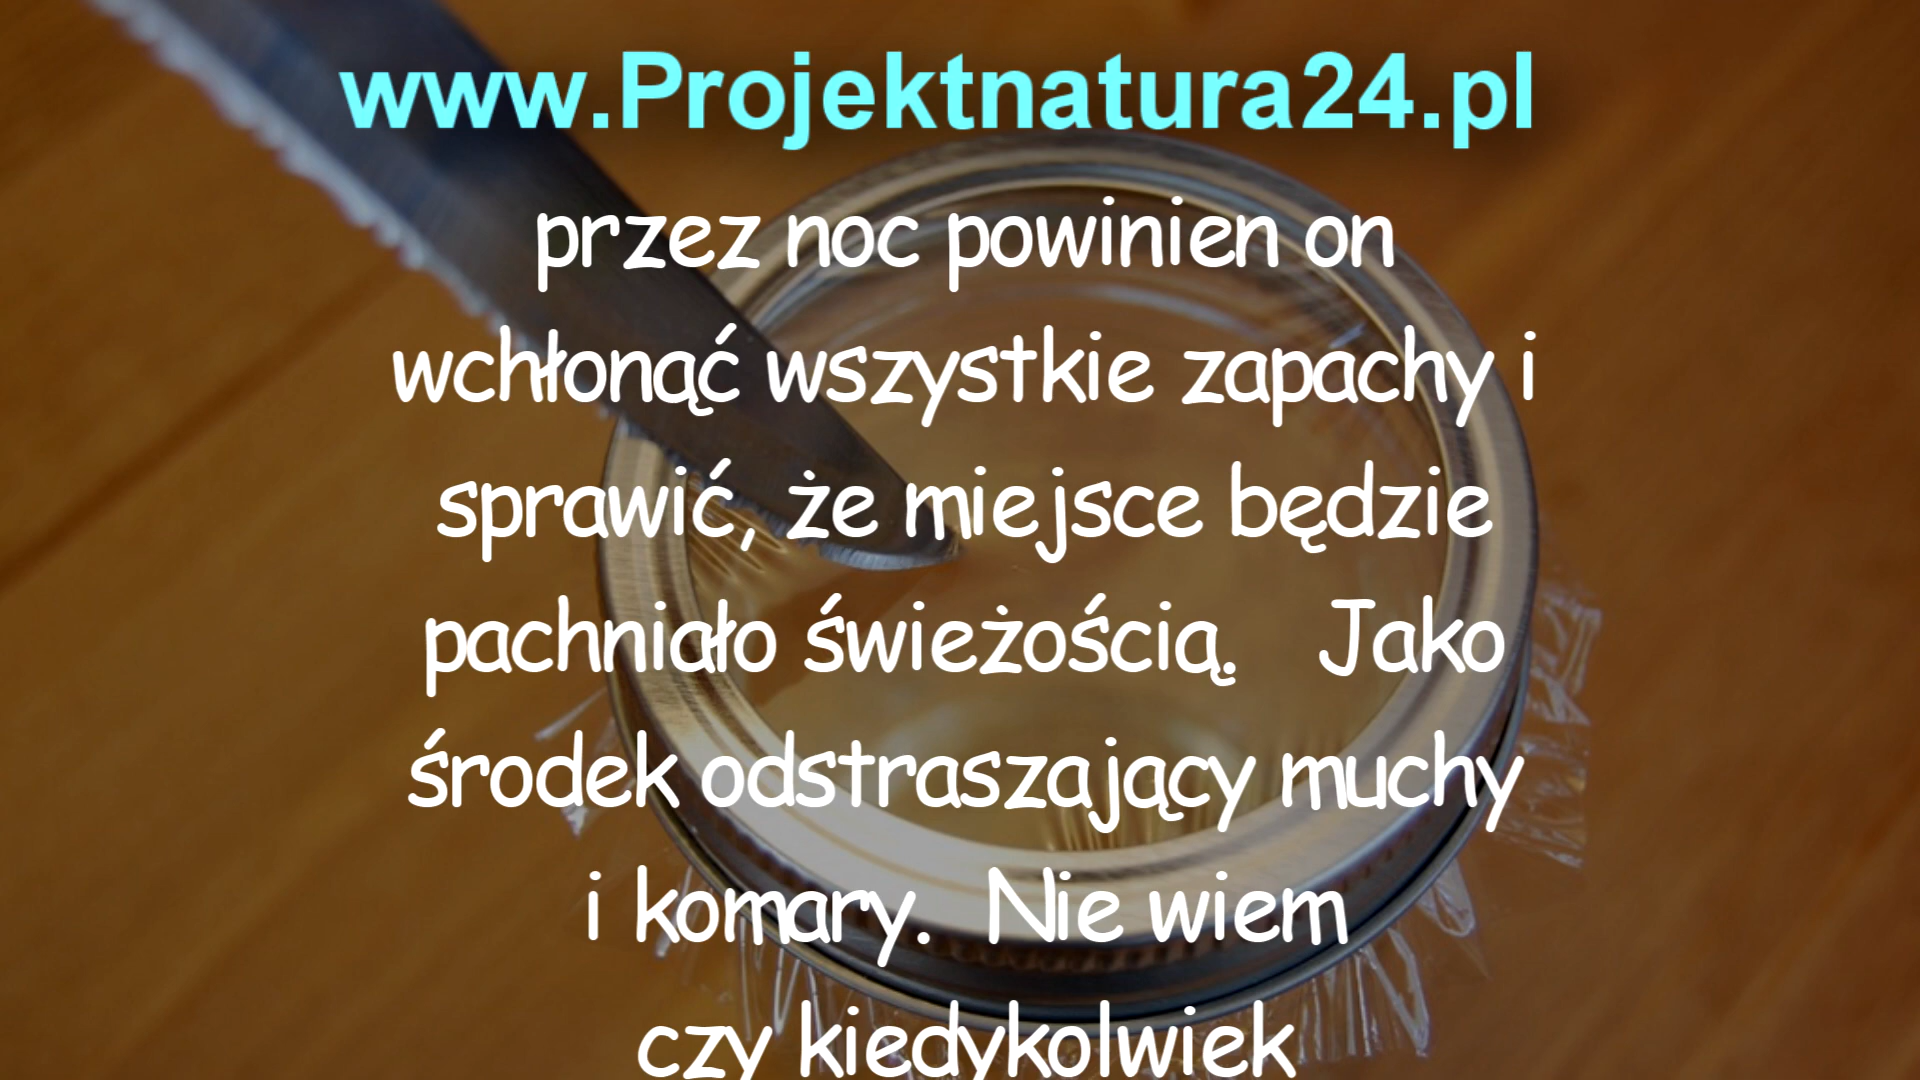 www.Projektnatura24.pl
przez noc powinien on
wchłonąć wszystkie zapachy i
sprawić, że miejsce będzie
pachniało świeżością. Jako
środek odstraszający muchy
i komary. Nie wiem
czy kiedykolwiek